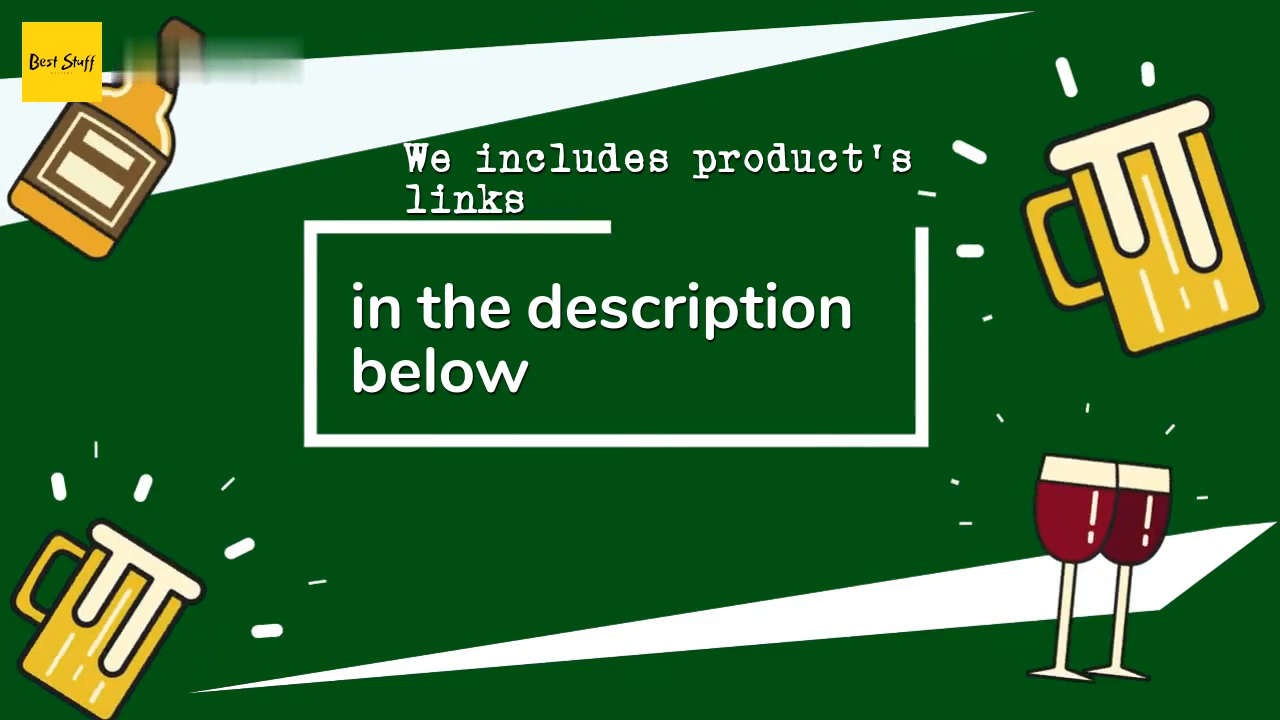 Best Stuff
We includes product's
links
in the description
below